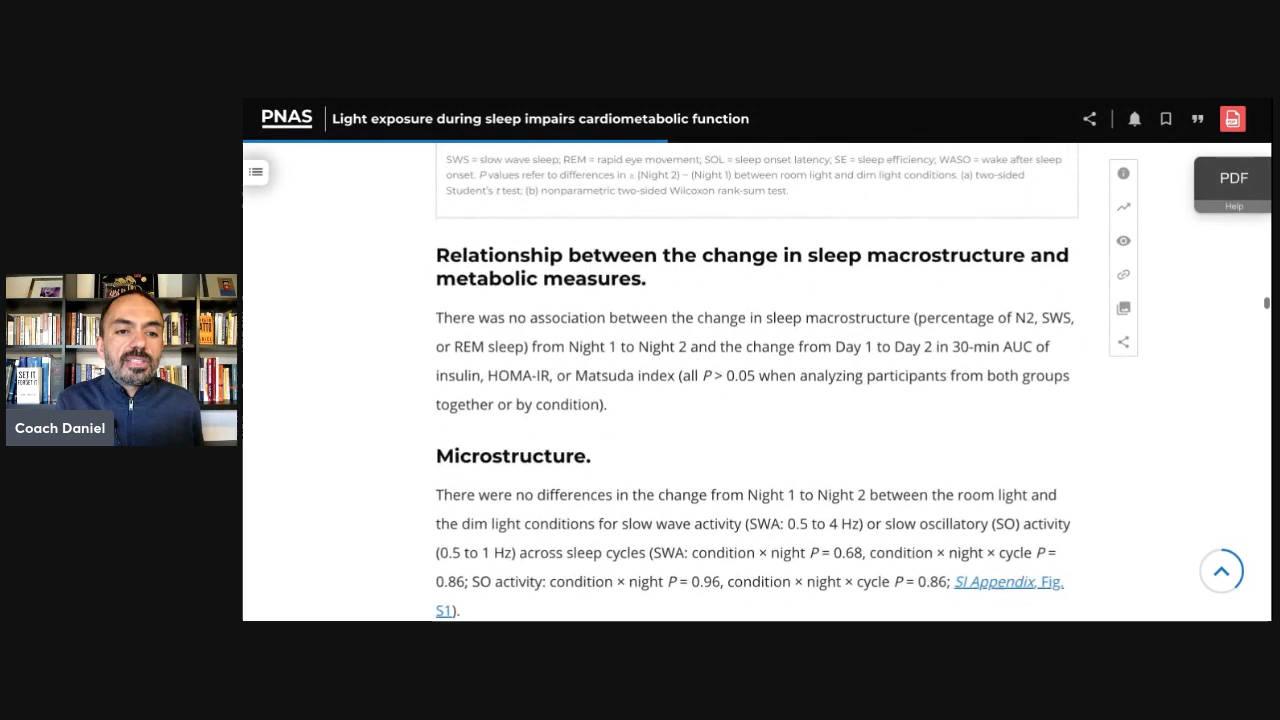 PNAS
Light exposure during sleep impairs cardiometabolic function
SWS = slow wave sleep; REM = rapid eye movement; SOL = sleep onset latency; SE = sleep efficiency; WASO = wake after sleep
onset. P values refer to differences in Δ (Night 2) − (Night 1) between room light and dim light conditions. (a) two-sided
Student's t test; (b) nonparametric two-sided Wilcoxon rank-sum test.
PDF
Help
Relationship between the change in sleep macrostructure and
metabolic measures.
There was no association between the change in sleep macrostructure (percentage of N2, SWS,
or REM sleep) from Night 1 to Night 2 and the change from Day 1 to Day 2 in 30-min AUC of
insulin, HOMA-IR, or Matsuda index (all P > 0.05 when analyzing participants from both groups
together or by condition).
SET IT
FORGET IT
Coach Daniel
Microstructure.
There were no differences in the change from Night 1 to Night 2 between the room light and
the dim light conditions for slow wave activity (SWA: 0.5 to 4 Hz) or slow oscillatory (SO) activity
(0.5 to 1 Hz) across sleep cycles (SWA: condition × night P = 0.68, condition × night × cycle P =
0.86; SO activity: condition × night P = 0.96, condition × night × cycle P = 0.86; SI Appendix, Fig.
S1).